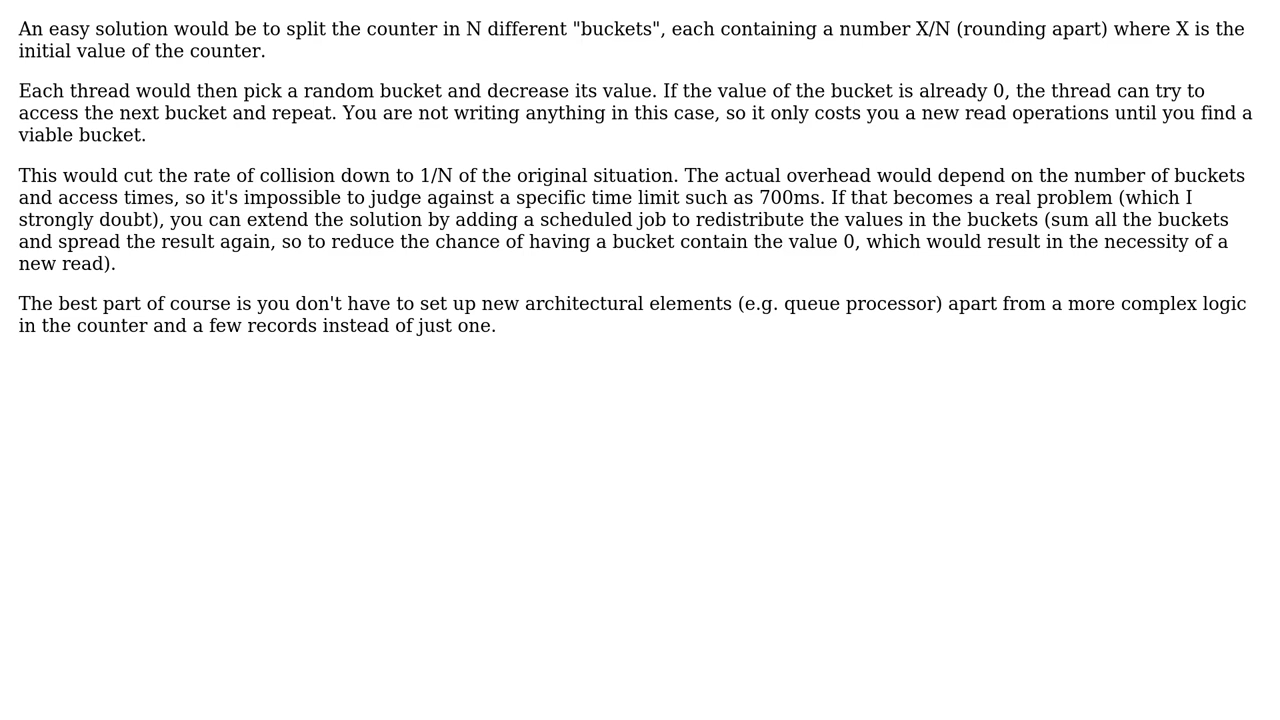 An easy solution would be to split the counter in N different "buckets", each containing a number X/N (rounding apart) where X is the
initial value of the counter.
Each thread would then pick a random bucket and decrease its value. If the value of the bucket is already 0, the thread can try to
access the next bucket and repeat. You are not writing anything in this case, so it only costs you a new read operations until you find a
viable bucket.
This would cut the rate of collision down to 1/N of the original situation. The actual overhead would depend on the number of buckets
and access times, so it's impossible to judge against a specific time limit such as 700ms. If that becomes a real problem (which I
strongly doubt), you can extend the solution by adding a scheduled job to redistribute the values in the buckets (sum all the buckets
and spread the result again, so to reduce the chance of having a bucket contain the value 0, which would result in the necessity of a
new read).
The best part of course is you don't have to set up new architectural elements (e.g. queue processor) apart from a more complex logic
in the counter and a few records instead of just one.